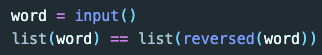 word = input()
list(word) == list(reversed(word))